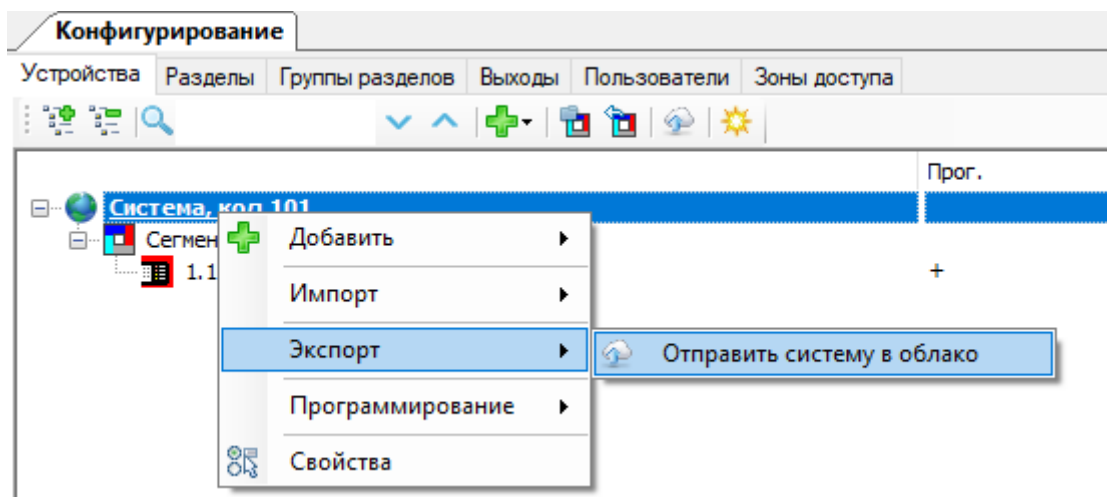 Конфигурирование
Устройства Разделы Группы разделов Выходы Пользователи Зоны доступа
Прог.
Система, код 101
Сегмен
Добавить
1.1
+
Импорт
Экспорт
Отправить систему в облако
Программирование
Свойства